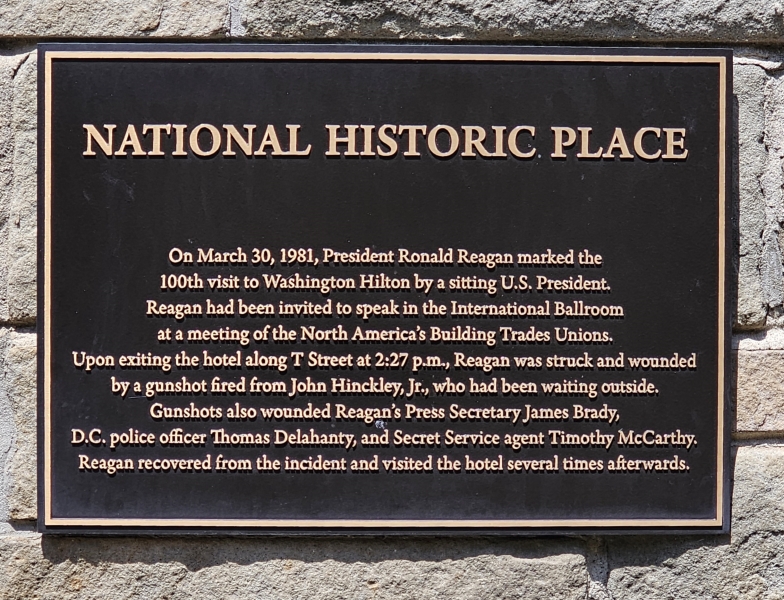 NATIONAL HISTORIC PLACE
On March 30, 1981, President Ronald Reagan marked the
100th visit to Washington Hilton by a sitting U.S. President.
Reagan had been invited to speak in the International Ballroom
at a meeting of the North America's Building Trades Unions.
Upon exiting the hotel along T Street at 2:27 p.m., Reagan was struck and wounded
by a gunshot fired from John Hinckley, Jr., who had been waiting outside.
Gunshots also wounded Reagan's Press Secretary James Brady,
D.C. police officer Thomas Delahanty, and Secret Service agent Timothy McCarthy.
Reagan recovered from the incident and visited the hotel several times afterwards.